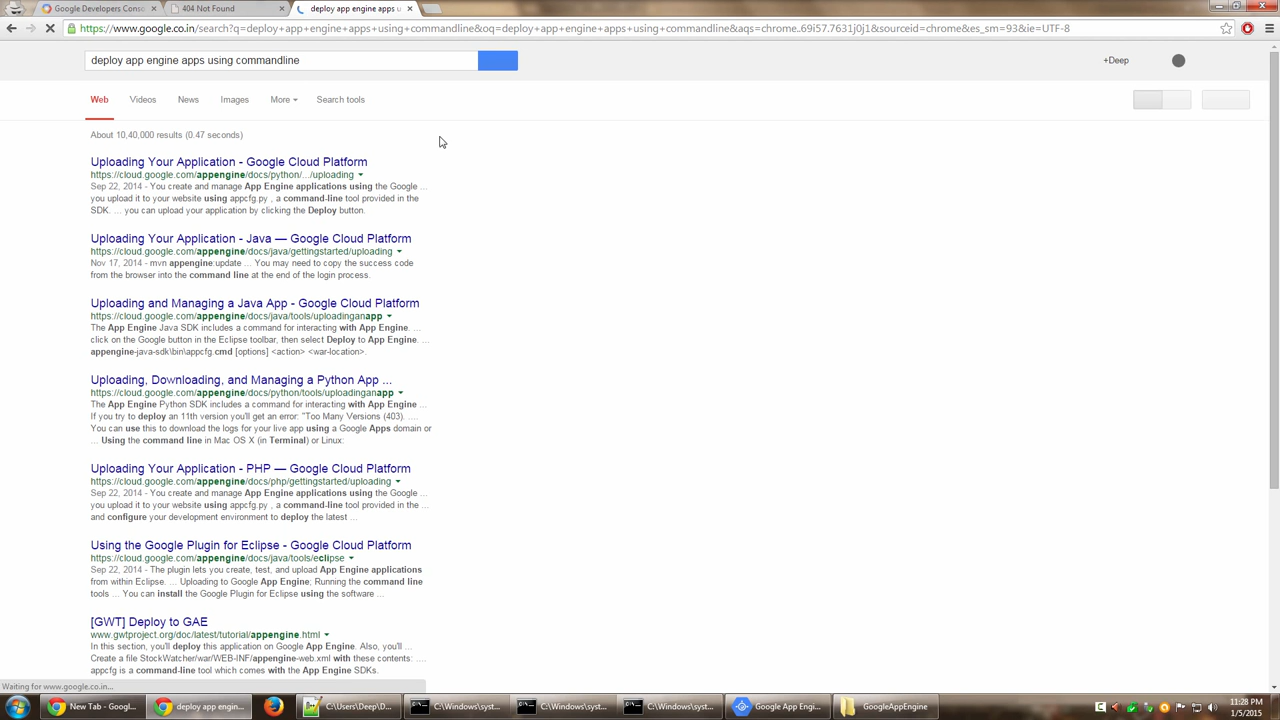 Google Developers Conso
404 Not Found
deploy app engine apps u
https://www.google.co.in/search?q=deploy+app+engine+apps+using+commandline&oq=deploy+app+engine+apps+using+commandline&aqs=chrome..69i57.7631j0j1&sourceid=chrome&es_sm=93&ie=UTF-8
deploy app engine apps using commandline
+Deep
Web Videos News Images More Search tools
About 10,40,000 results (0.47 seconds)
Uploading Your Application - Google Cloud Platform
https://cloud.google.com/appengine/docs/python/.../uploading
Sep 22, 2014 - You create and manage App Engine applications using the Google ...
you upload it to your website using appcfg.py , a command-line tool provided in the
SDK. ... you can upload your application by clicking the Deploy button.
Uploading Your Application - Java — Google Cloud Platform
https://cloud.google.com/appengine/docs/java/gettingstarted/uploading
Nov 17, 2014 - mvn appengine:update ... You may need to copy the success code
from the browser into the command line at the end of the login process.
Uploading and Managing a Java App - Google Cloud Platform
https://cloud.google.com/appengine/docs/java/tools/uploadinganapp
The App Engine Java SDK includes a command for interacting with App Engine. ...
click on the Google button in the Eclipse toolbar, then select Deploy to App Engine. ...
appengine-java-sdk\bin\appcfg.cmd [options] <action> <war-location>.
Uploading, Downloading, and Managing a Python App ...
https://cloud.google.com/appengine/docs/python/tools/uploadinganapp
The App Engine Python SDK includes a command for interacting with App Engine ...
If you try to deploy an 11th version you'll get an error: "Too Many Versions (403). ....
You can use this to download the logs for your live app using a Google Apps domain or
... Using the command line in Mac OS X (in Terminal) or Linux:
Uploading Your Application - PHP — Google Cloud Platform
https://cloud.google.com/appengine/docs/php/gettingstarted/uploading
Sep 22, 2014 - You create and manage App Engine applications using the Google ...
you upload it to your website using appcfg.py , a command-line tool provided in the ...
and configure your development environment to deploy the latest ...
Using the Google Plugin for Eclipse - Google Cloud Platform
https://cloud.google.com/appengine/docs/java/tools/eclipse
Sep 22, 2014 - The plugin lets you create, test, and upload App Engine applications
from within Eclipse. ... Uploading to Google App Engine; Running the command line
tools ... You can install the Google Plugin for Eclipse using the software ...
[GWT] Deploy to GAE
www.gwtproject.org/doc/latest/tutorial/appengine.html
In this section, you'll deploy this application on Google App Engine. Also, you'll ...
Create a file StockWatcher/war/WEB-INF/appengine-web.xml with these contents: ....
appcfg is a command-line tool which comes with the App Engine SDKs.
Waiting for www.google.co.in...
New Tab - Googl...
deploy app engin...
C:\Users\Deep\D...
C:\Windows\syst...
C:\Windows\syst...
C:\Windows\syst...
Google App Engi...
GoogleAppEngine
11:28 PM
1/5/2015